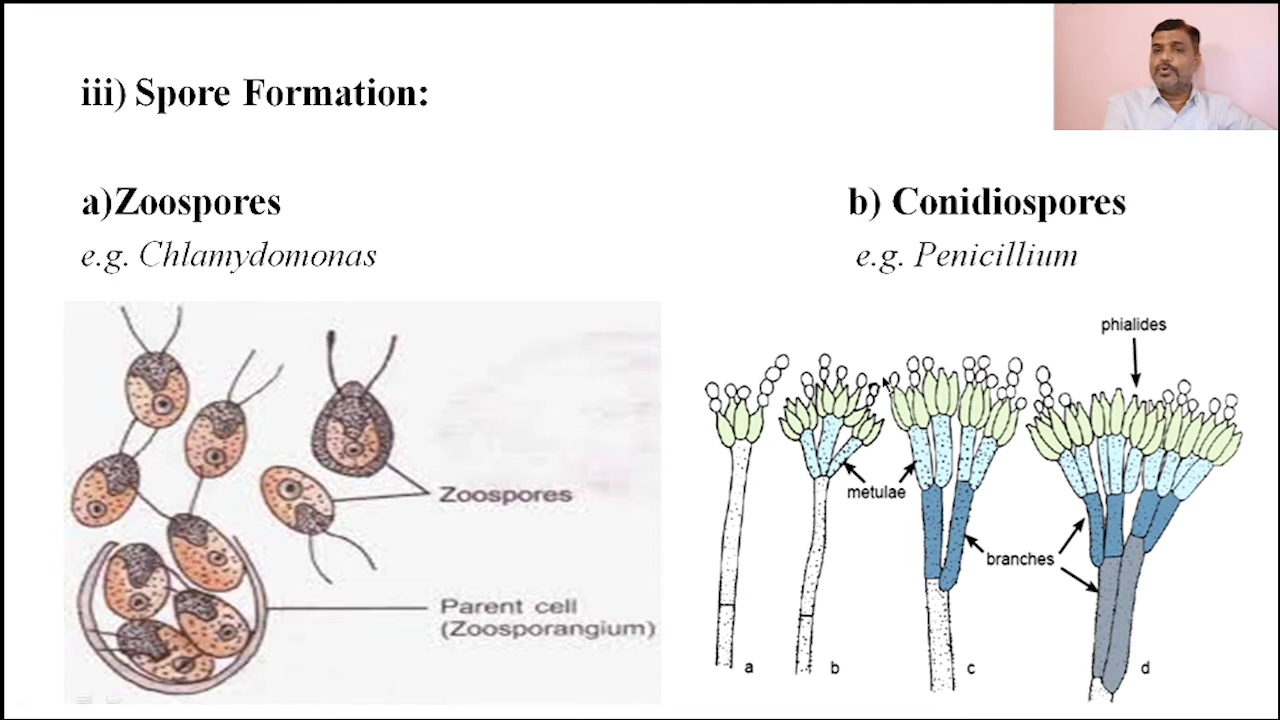 iii) Spore Formation:
a)Zoospores
e.g. Chlamydomonas
b) Conidiospores
e.g. Penicillium
Zoospores
Parent cell
(Zoosporangium)
phialides
metulae
branches
a
b
c
d